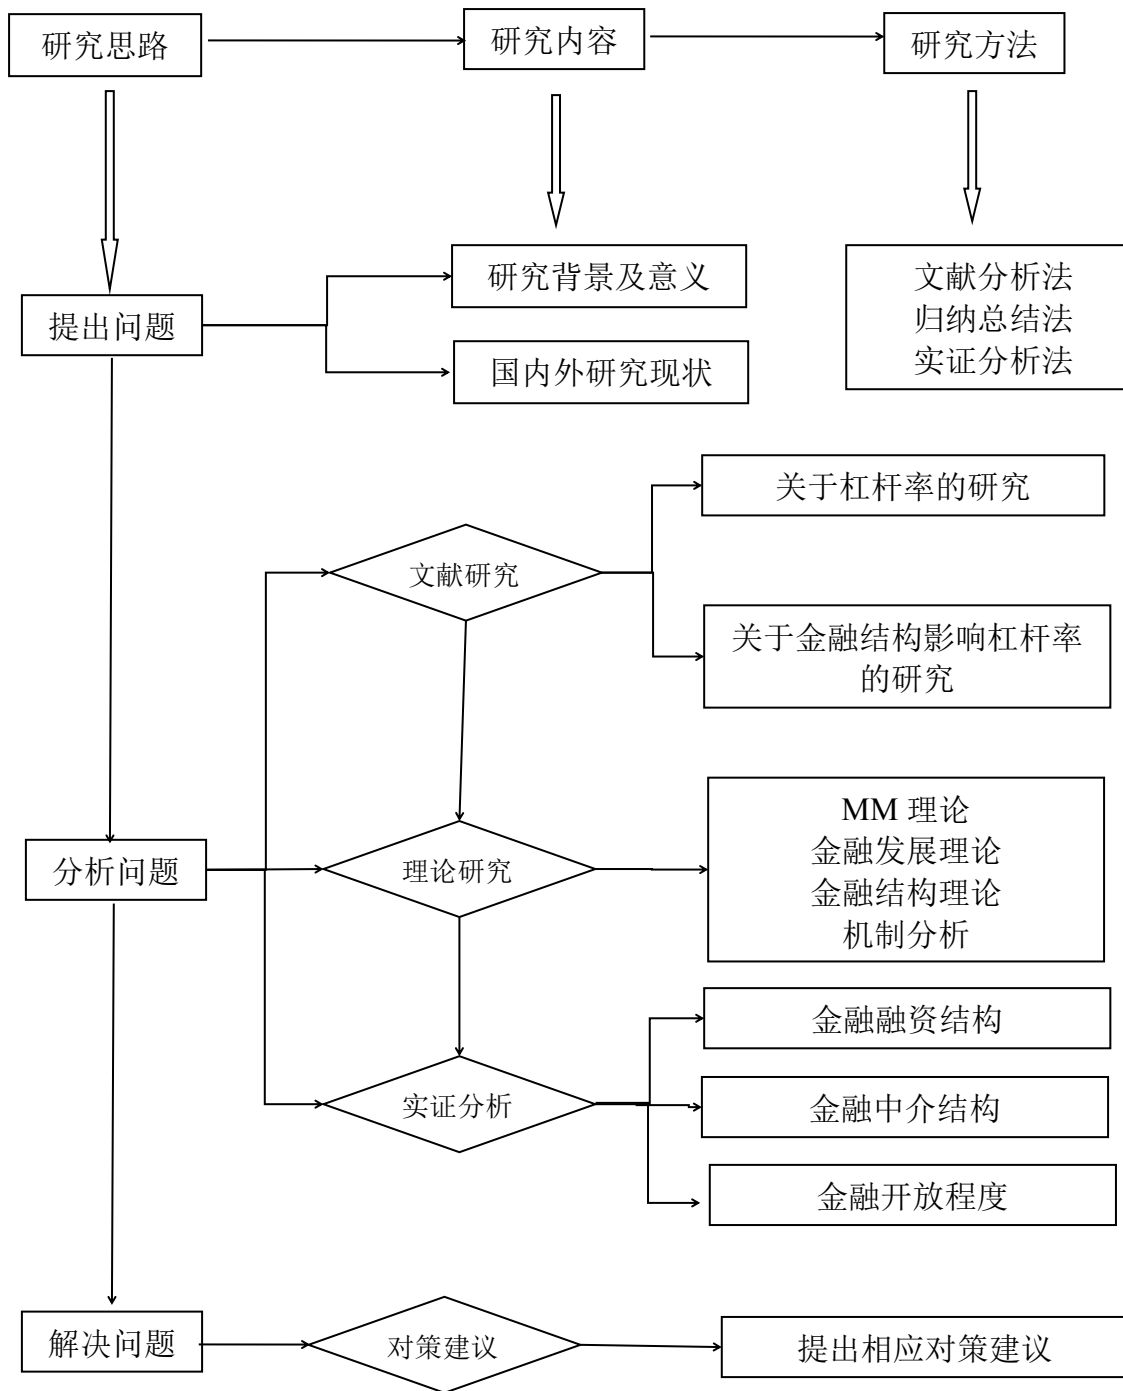 研究思路
研究内容
研究方法
研究背景及意义
文献分析法
归纳总结法
实证分析法
提出问题
国内外研究现状
关于杠杆率的研究
文献研究
关于金融结构影响杠杆率
的研究
MM 理论
金融发展理论
金融结构理论
机制分析
分析问题
理论研究
金融融资结构
实证分析
金融中介结构
金融开放程度
解决问题
对策建议
提出相应对策建议